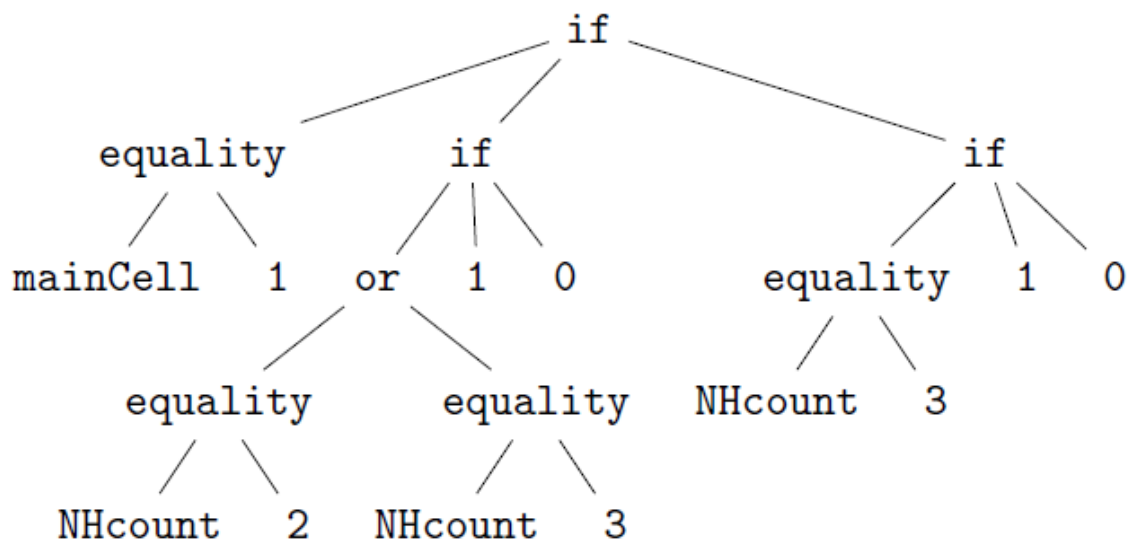 if
equality if if
mainCell 1 or 1 0 equality 1 0
equality equality NHcount 3
NHcount 2 NHcount 3